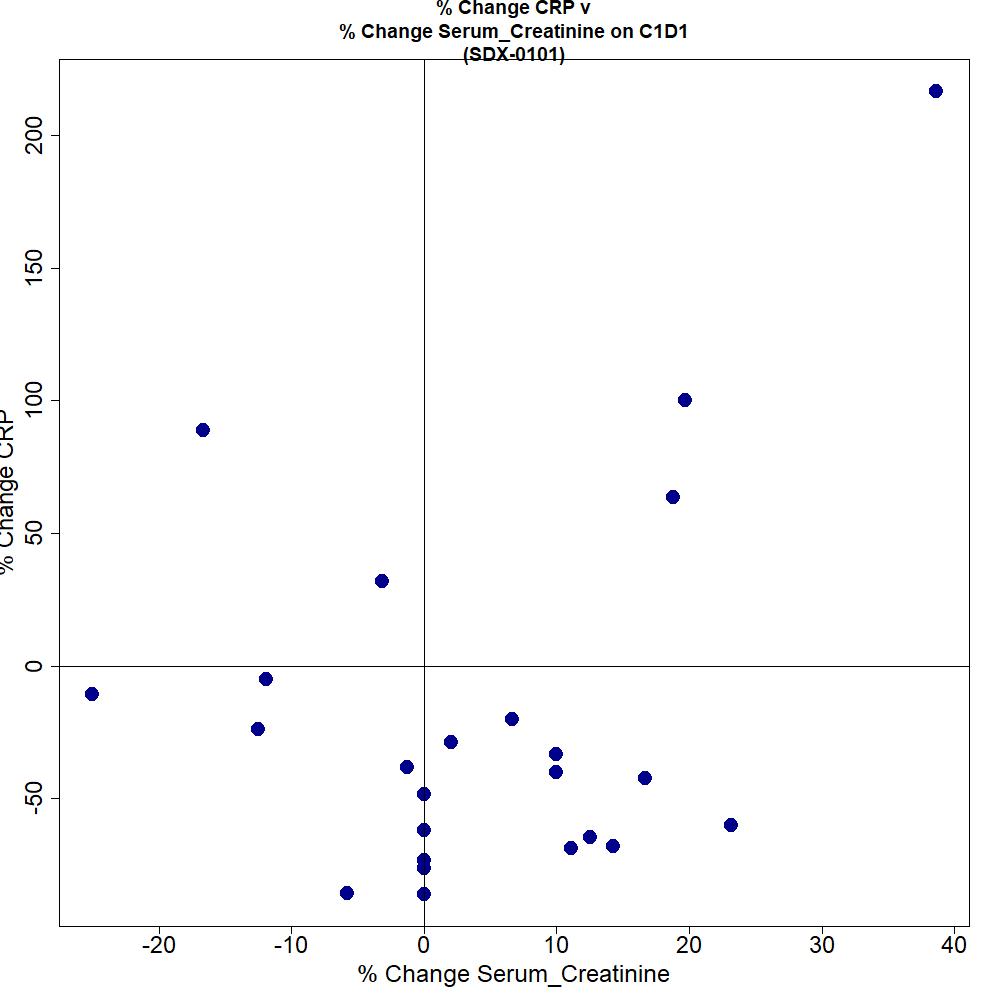 % Change CRP v
% Change Serum_Creatinine on C1D1
(SDX-0101)
200
150
100
50
0
-50
% Change CRP
-20
-10
0
10
20
30
40
% Change Serum_Creatinine